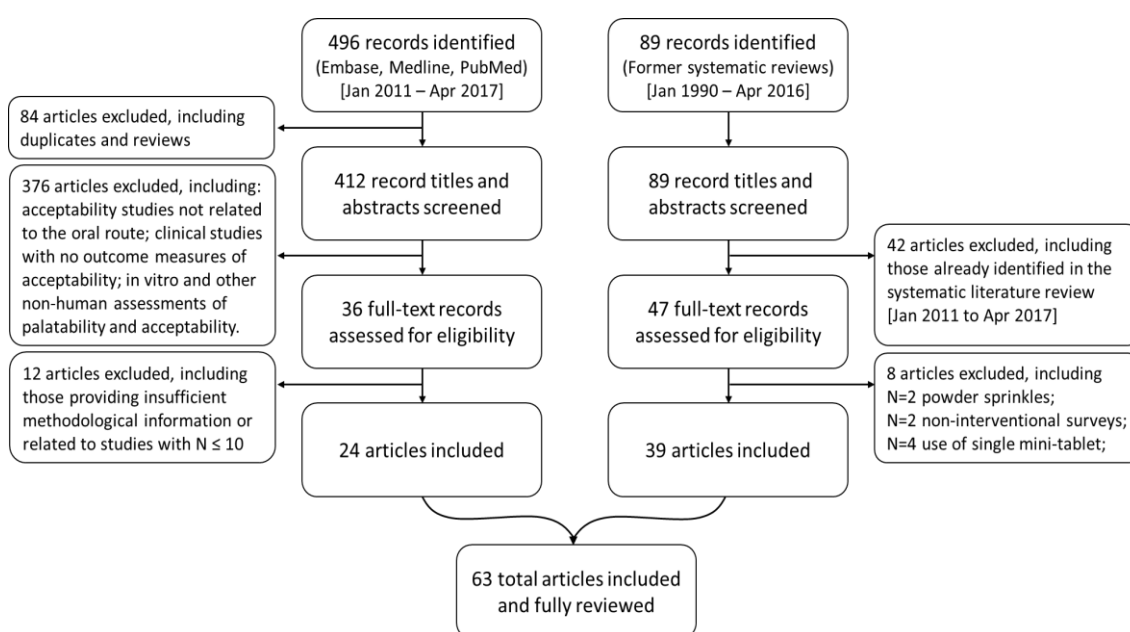 496 records identified
(Embase, Medline, PubMed)
[Jan 2011 – Apr 2017]
89 records identified
(Former systematic reviews)
[Jan 1990 – Apr 2016]
84 articles excluded, including
duplicates and reviews
412 record titles and
abstracts screened
89 record titles and
abstracts screened
376 articles excluded, including:
acceptability studies not related
to the oral route; clinical studies
with no outcome measures of
acceptability; in vitro and other
non-human assessments of
palatability and acceptability.
42 articles excluded, including
those already identified in the
systematic literature review
[Jan 2011 to Apr 2017]
36 full-text records
assessed for eligibility
47 full-text records
assessed for eligibility
12 articles excluded, including
those providing insufficient
methodological information or
related to studies with N ≤ 10
8 articles excluded, including
N=2 powder sprinkles;
N=2 non-interventional surveys;
N=4 use of single mini-tablet;
24 articles included
39 articles included
63 total articles included
and fully reviewed